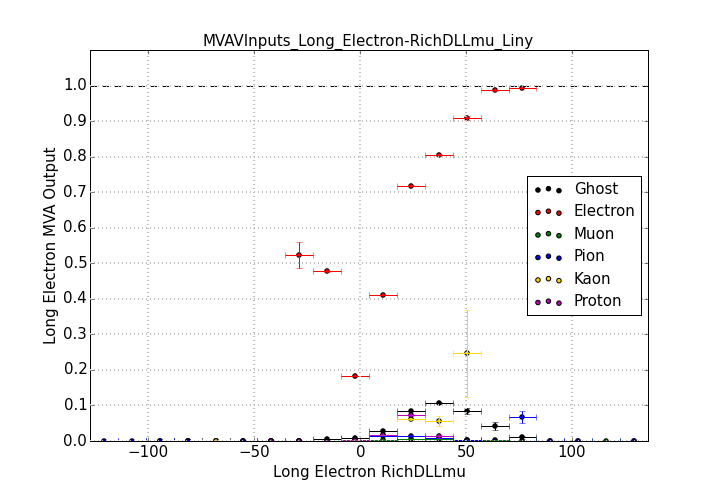 MVAVInputs_Long_Electron-RichDLLmu_Liny
Long Electron MVA Output
1.0
0.9
0.8
0.7
0.6
0.5
0.4
0.3
0.2
0.1
0.0
Ghost
Electron
Muon
Pion
Kaon
Proton
−100
−50
0
50
100
Long Electron RichDLLmu